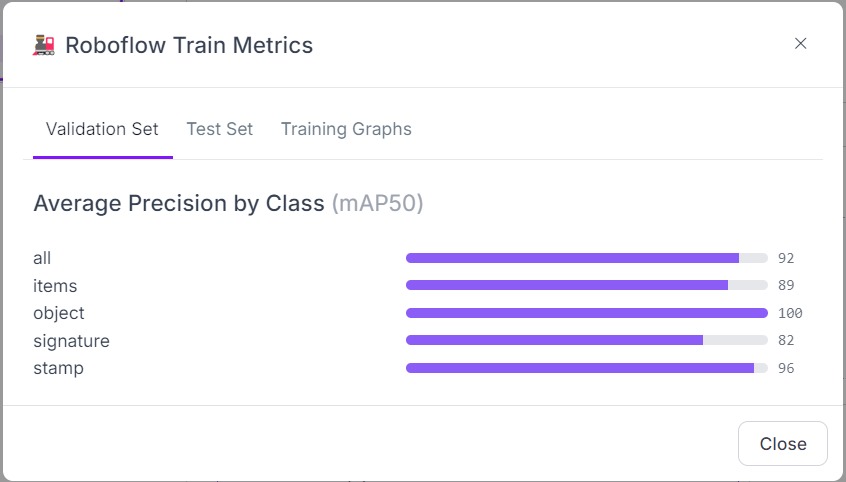 Roboflow Train Metrics
Validation Set Test Set Training Graphs
Average Precision by Class (mAP50)
all 92
items 89
object 100
signature 82
stamp 96
Close